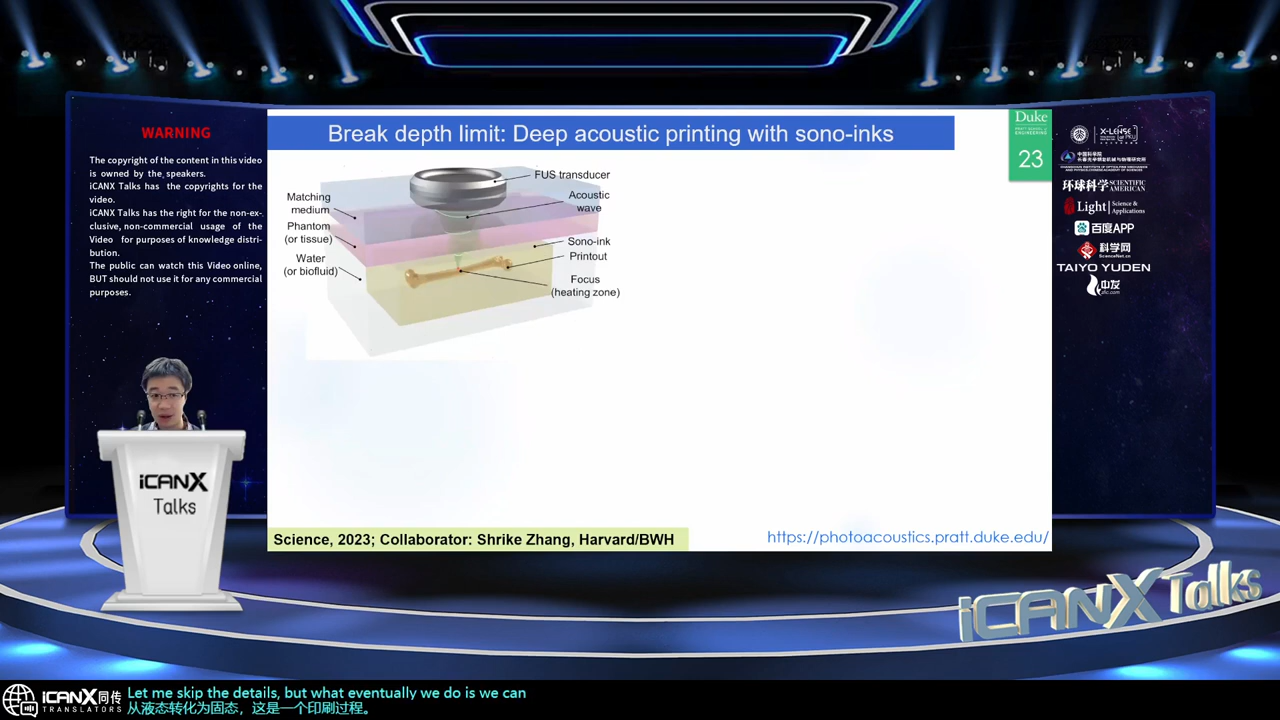 WARNING
The copyright of the content in this video
is owned by the speakers.
iCANX Talks has the copyrights for the
video.
iCANX Talks has the right for the non-ex-
clusive, non-commercial usage of the
Video for purposes of knowledge distri-
bution.
The public can watch this Video online,
BUT should not use it for any commercial
purposes.
iCANX
Talks
Break depth limit: Deep acoustic printing with sono-inks
Duke
PRATT SCHOOL of
ENGINEERING
23
FUS transducer
Matching
medium
Acoustic
wave
Phantom
(or tissue)
Sono-ink
Printout
Water
(or biofluid)
Focus
(heating zone)
Science, 2023; Collaborator: Shrike Zhang, Harvard/BWH
https://photoacoustics.pratt.duke.edu/
X-LENSE
环球科学 SCIENTIFIC AMERICAN
Light Science & Applications
百度APP
科学网
ScienceNet.cn
TAIYO YUDEN
中发
iCANX Talks
iCANX同传
TRANSLATORS
Let me skip the details, but what eventually we do is we can
从液态转化为固态，这是一个印刷过程。